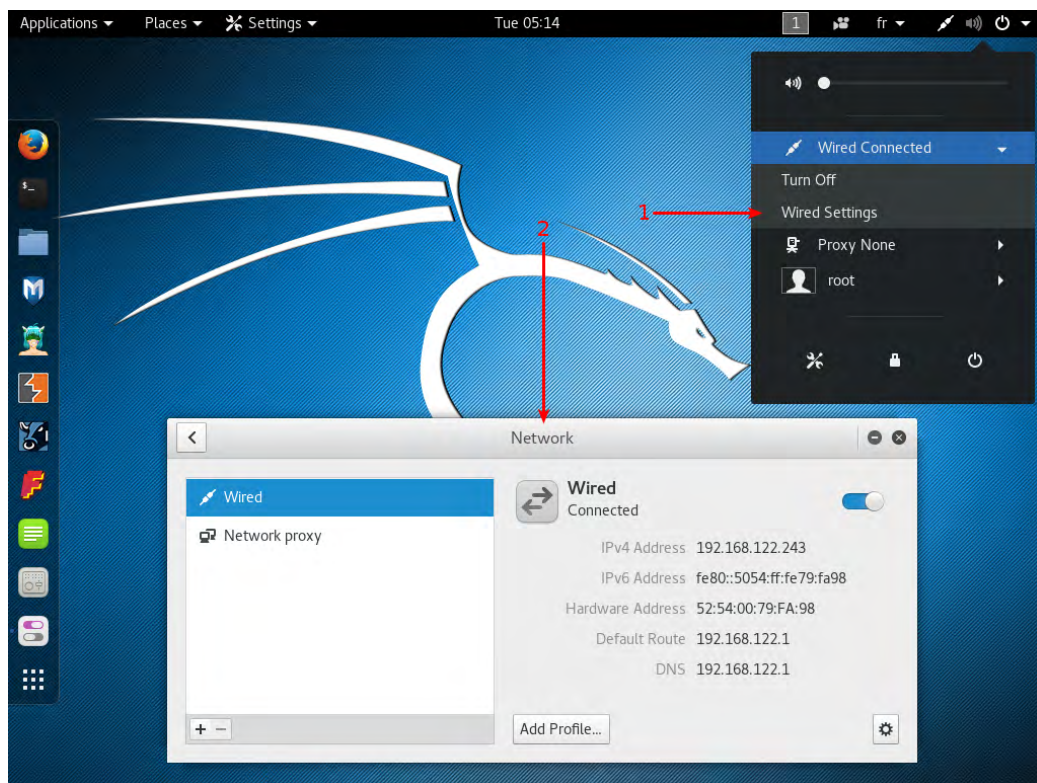 Applications Places Settings Tue 05:14 1 fr
Wired Connected
Turn Off
1 Wired Settings
2
Proxy None
root
$_
Network
Wired
Network proxy
Wired
Connected
IPv4 Address 192.168.122.243
IPv6 Address fe80::5054:ff:fe79:fa98
Hardware Address 52:54:00:79:FA:98
Default Route 192.168.122.1
DNS 192.168.122.1
+ −
Add Profile...